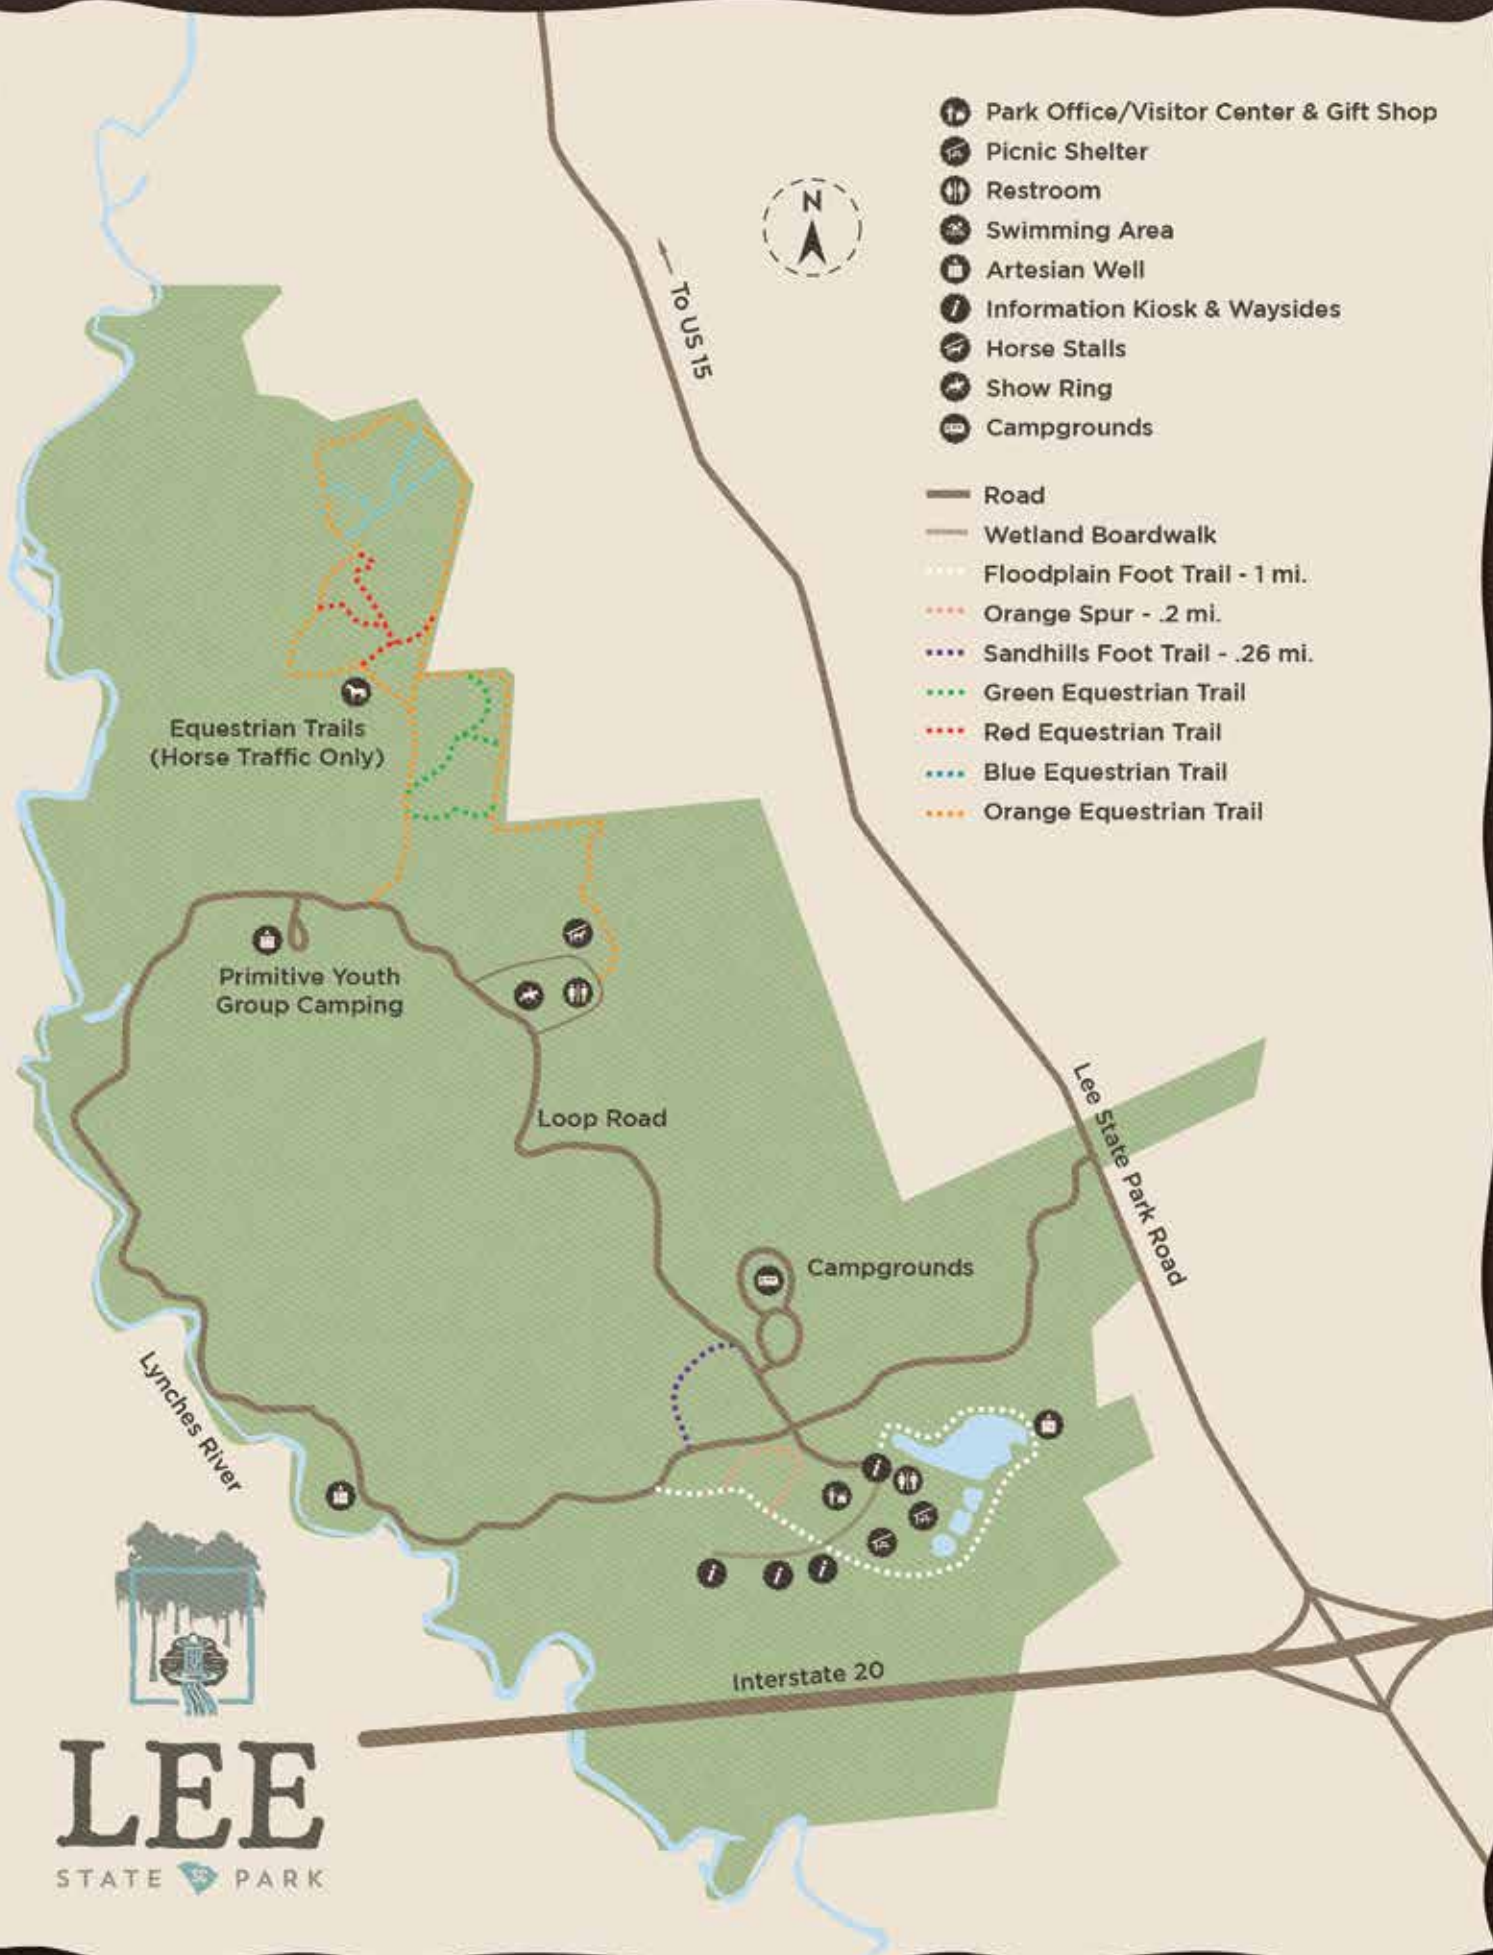 Park Office/Visitor Center & Gift Shop
Picnic Shelter
Restroom
Swimming Area
Artesian Well
Information Kiosk & Waysides
Horse Stalls
Show Ring
Campgrounds
Road
Wetland Boardwalk
Floodplain Foot Trail - 1 mi.
Orange Spur - .2 mi.
Sandhills Foot Trail - .26 mi.
Green Equestrian Trail
Red Equestrian Trail
Blue Equestrian Trail
Orange Equestrian Trail
N
To US 15
Equestrian Trails
(Horse Traffic Only)
Primitive Youth
Group Camping
Loop Road
Lee State Park Road
Campgrounds
Lynches River
Interstate 20
LEE
STATE SC PARK